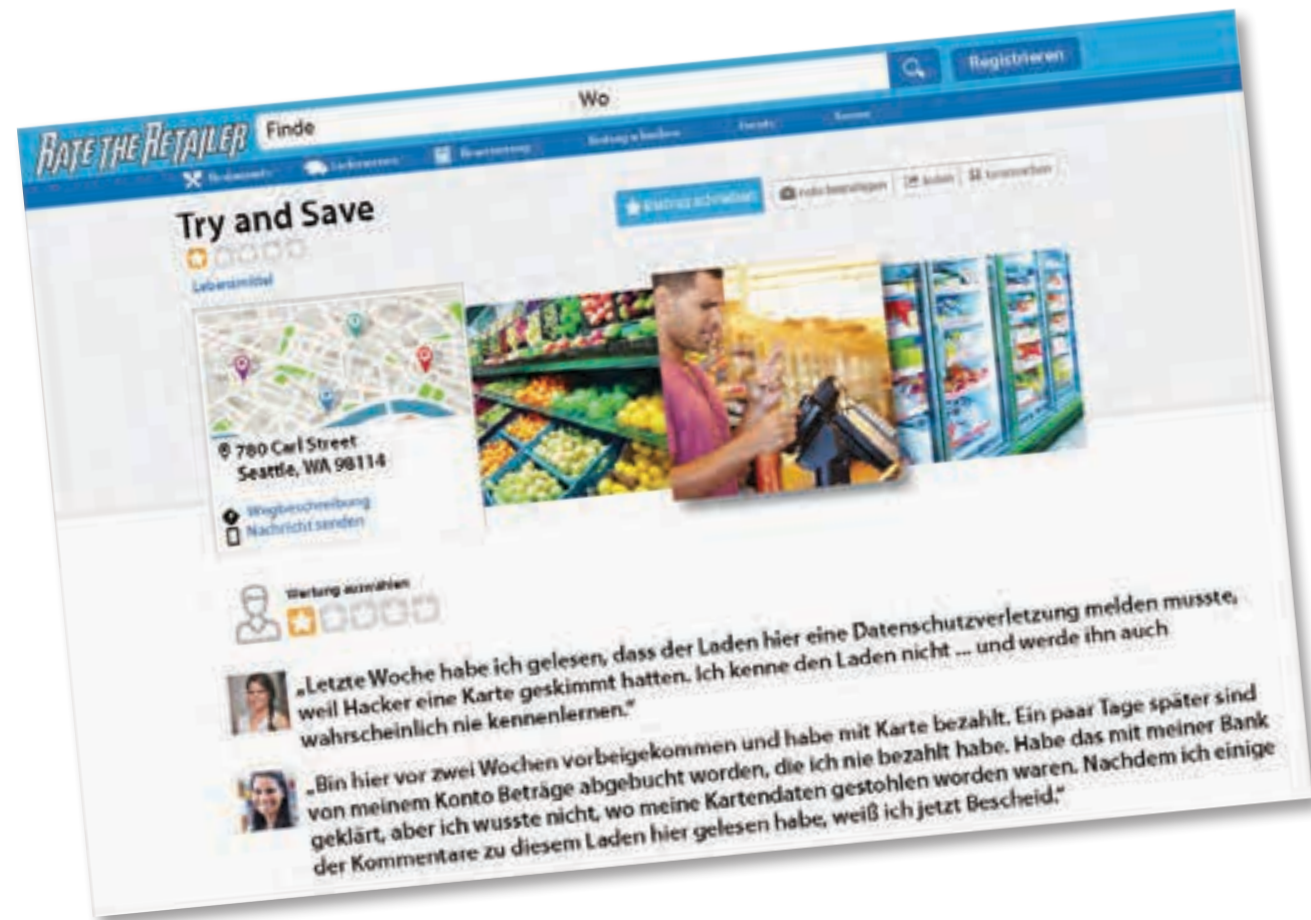 RATE THE RETAILER
Finde
Wo
Registrieren
Try and Save
Lebensmittel
780 Carl Street
Seattle, WA 98114
Wegbeschreibung
Nachricht senden
Wertung auswählen
„Letzte Woche habe ich gelesen, dass der Laden hier eine Datenschutzverletzung melden musste,
weil Hacker eine Karte geskimmt hatten. Ich kenne den Laden nicht ... und werde ihn auch
wahrscheinlich nie kennenlernen.“
„Bin hier vor zwei Wochen vorbeigekommen und habe mit Karte bezahlt. Ein paar Tage später sind
von meinem Konto Beträge abgebucht worden, die ich nie bezahlt habe. Habe das mit meiner Bank
geklärt, aber ich wusste nicht, wo meine Kartendaten gestohlen worden waren. Nachdem ich einige
der Kommentare zu diesem Laden hier gelesen habe, weiß ich jetzt Bescheid.“